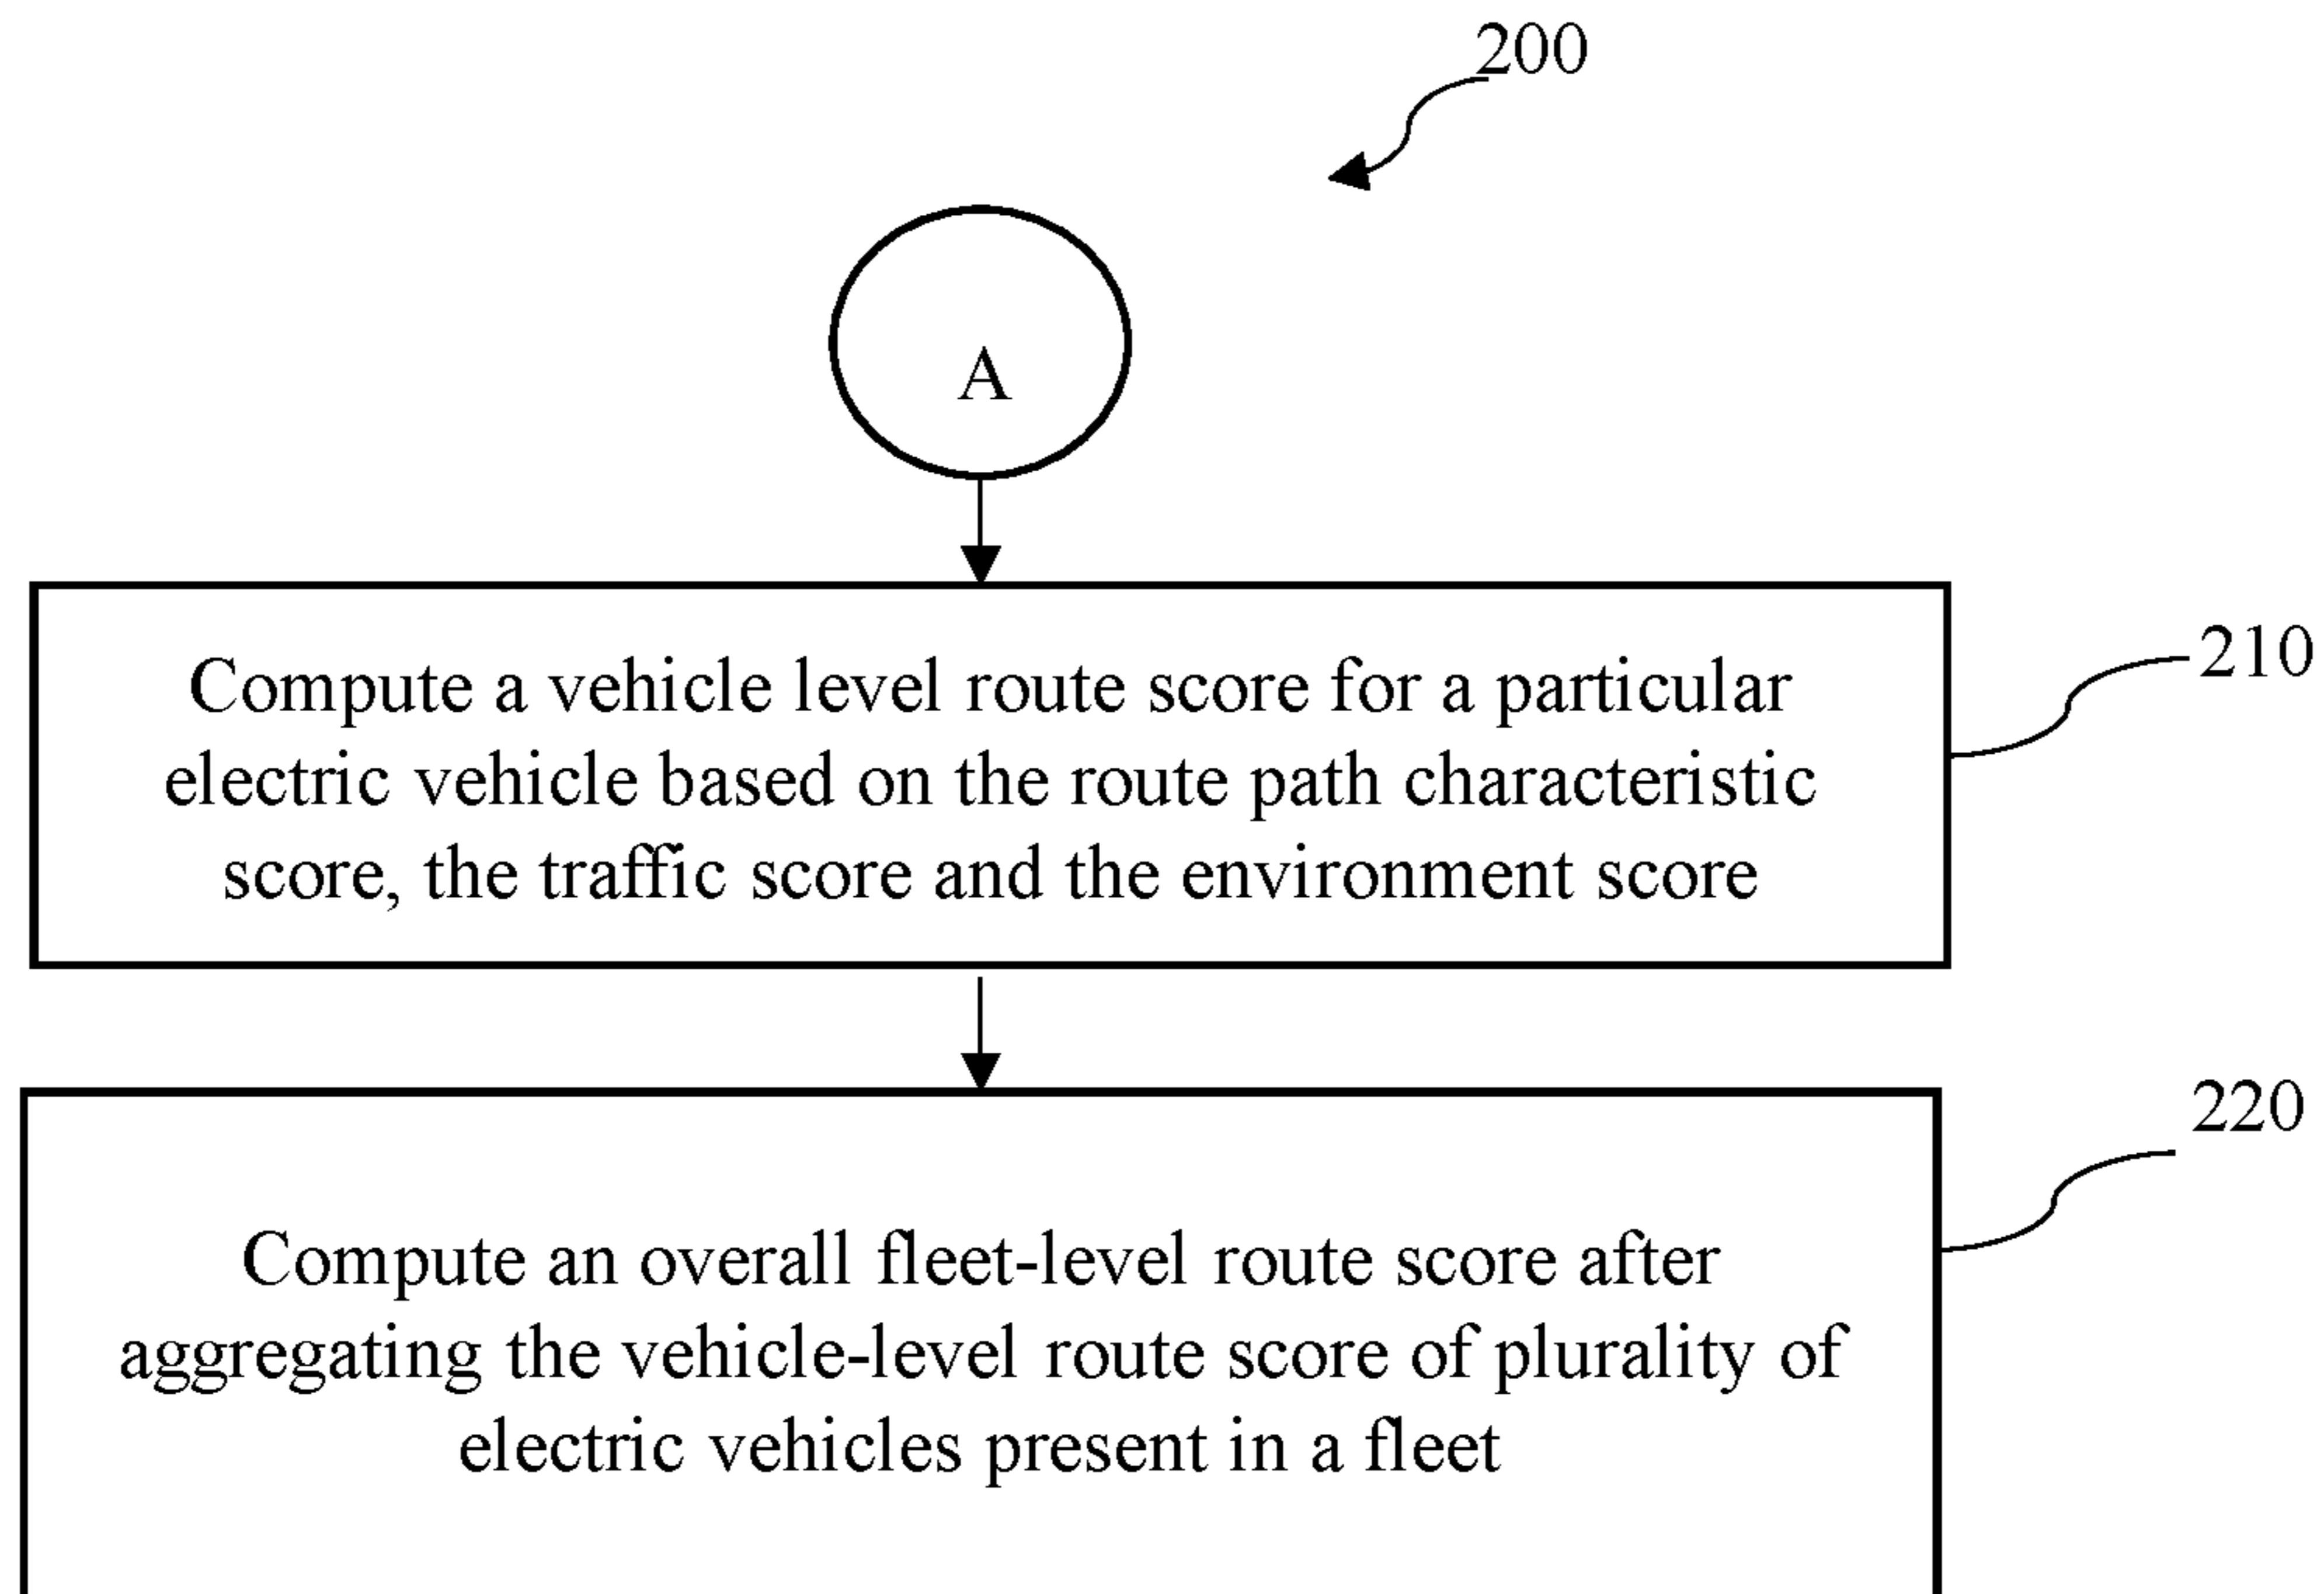 200
A
Compute a vehicle level route score for a particular
electric vehicle based on the route path characteristic
score, the traffic score and the environment score
210
Compute an overall fleet-level route score after
aggregating the vehicle-level route score of plurality of
electric vehicles present in a fleet
220